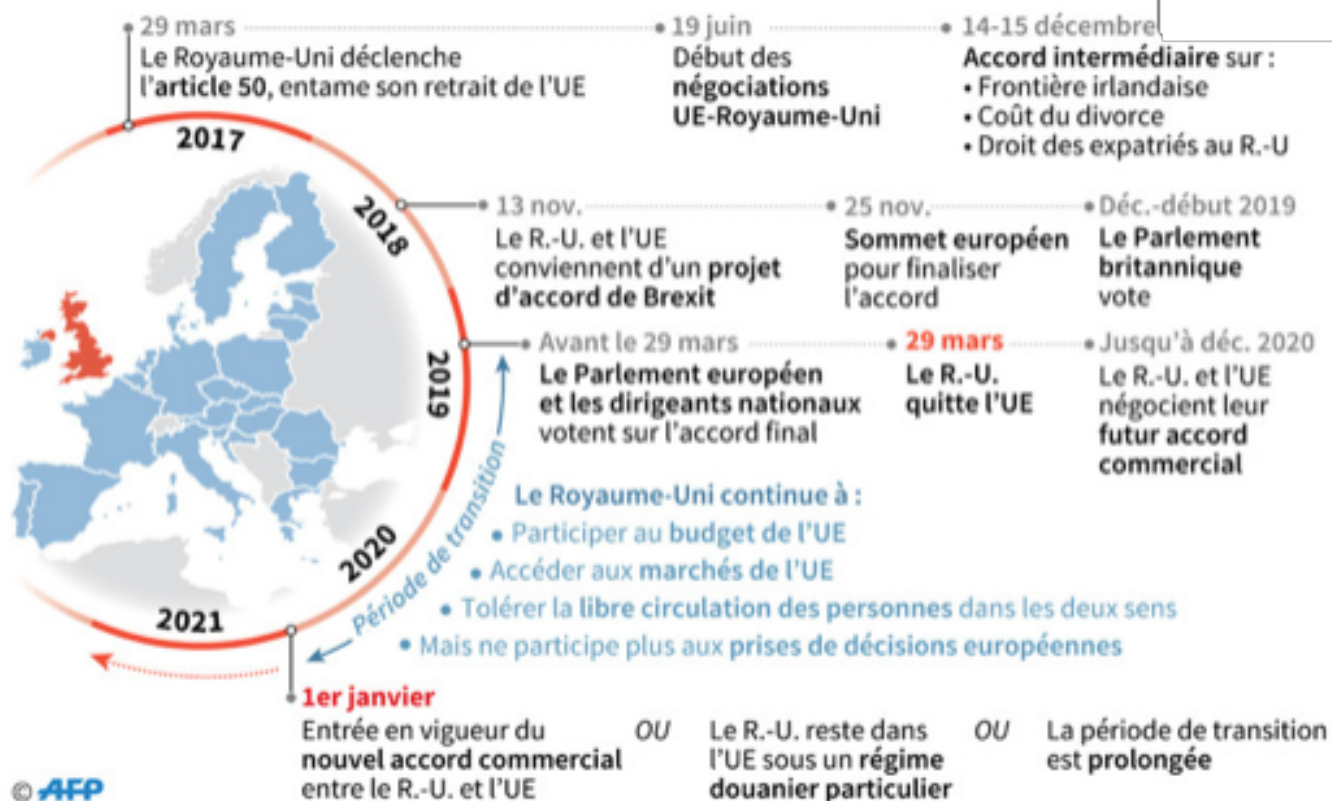 29 mars
Le Royaume-Uni déclenche
l'article 50, entame son retrait de l'UE
19 juin
Début des
négociations
UE-Royaume-Uni
14-15 décembre
Accord intermédiaire sur :
• Frontière irlandaise
• Coût du divorce
• Droit des expatriés au R.-U
2017
2018
13 nov.
Le R.-U. et l'UE
conviennent d'un projet
d'accord de Brexit
25 nov.
Sommet européen
pour finaliser
l'accord
Déc.-début 2019
Le Parlement
britannique
vote
2019
Avant le 29 mars
Le Parlement européen
et les dirigeants nationaux
votent sur l'accord final
29 mars
Le R.-U.
quitte l'UE
Jusqu'à déc. 2020
Le R.-U. et l'UE
négocient leur
futur accord
commercial
Période de transition
Le Royaume-Uni continue à :
• Participer au budget de l'UE
• Accéder aux marchés de l'UE
• Tolérer la libre circulation des personnes dans les deux sens
• Mais ne participe plus aux prises de décisions européennes
2020
2021
1er janvier
Entrée en vigueur du
nouvel accord commercial
entre le R.-U. et l'UE
OU
Le R.-U. reste dans
l'UE sous un régime
douanier particulier
OU
La période de transition
est prolongée
© AFP